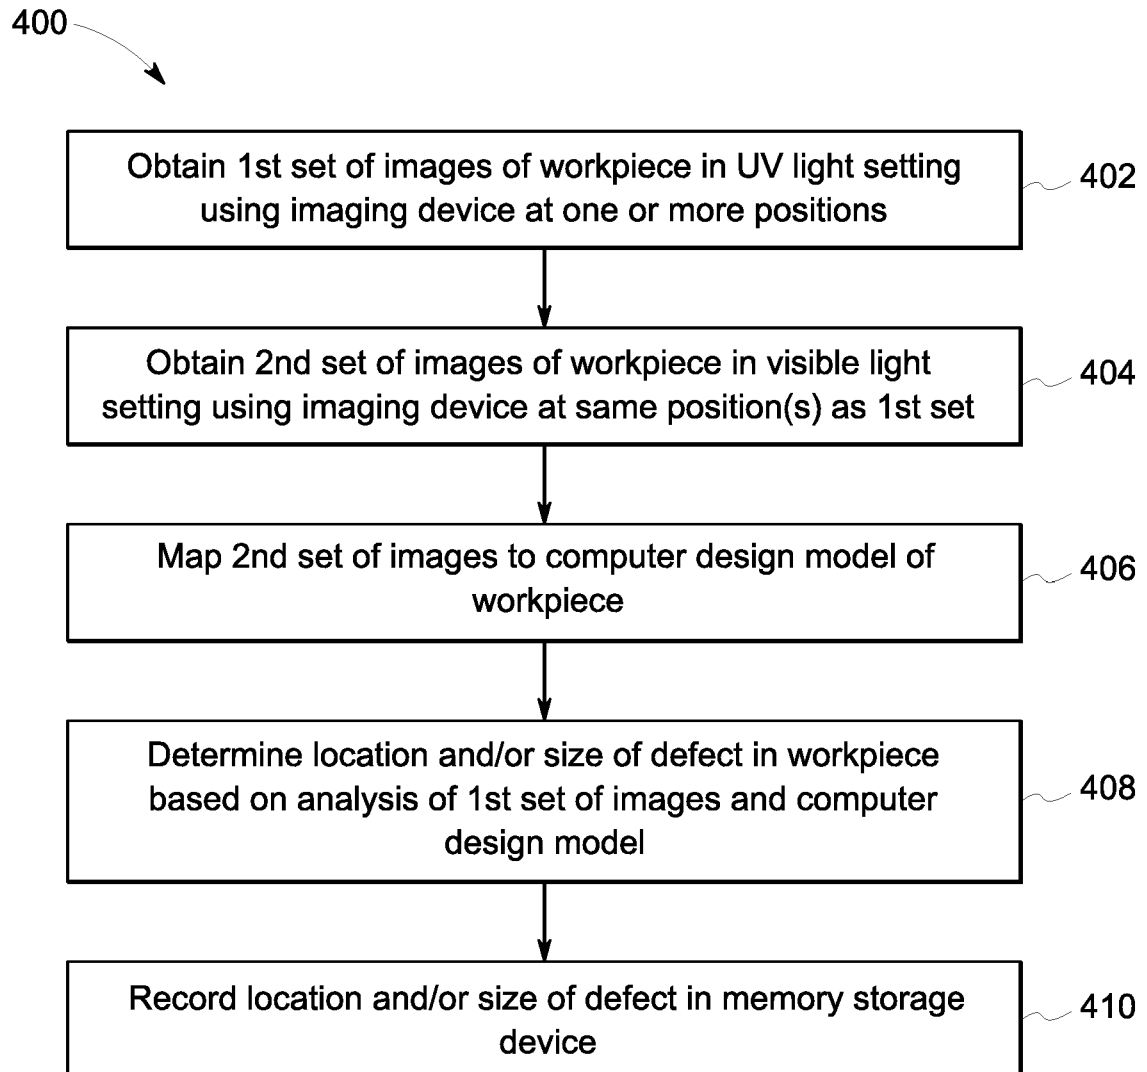 400
Obtain 1st set of images of workpiece in UV light setting
using imaging device at one or more positions
402
Obtain 2nd set of images of workpiece in visible light
setting using imaging device at same position(s) as 1st set
404
Map 2nd set of images to computer design model of
workpiece
406
Determine location and/or size of defect in workpiece
based on analysis of 1st set of images and computer
design model
408
Record location and/or size of defect in memory storage
device
410